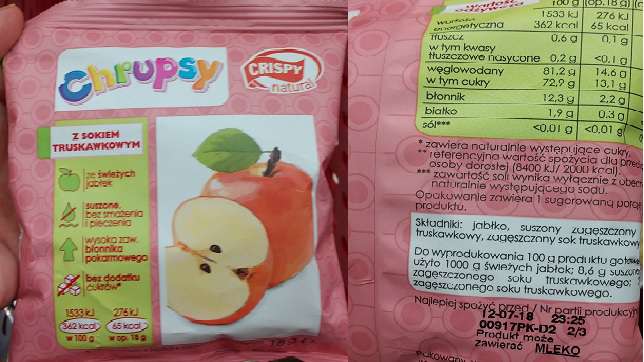 Chrupsy
CRISPY
natural
Z SOKIEM
TRUSKAWKOWYM
ze świeżych
jabłek
suszone,
bez smażenia
i pieczenia
wysoka zaw.
błonnika
pokarmowego
bez dodatku
cukrów*
1533 kJ 276 kJ
362 kcal 65 kcal
w 100 g w op. 18 g
18g
100 g (op. 18 g)
Wartość 1533 kJ 276 kJ
energetyczna 362 kcal 65 kcal
tłuszcz 0,6 g 0,1 g
w tym kwasy
tłuszczowe nasycone 0,2 g <0,1 g
węglowodany 81,2 g 14,6 g
w tym cukry 72,9 g 13,1 g
błonnik 12,3 g 2,2 g
białko 1,9 g 0,3 g
sól*** <0,01 g <0,01 g
* zawiera naturalnie występujące cukry
** referencyjna wartość spożycia dla
osoby dorosłej (8400 kJ/ 2000 kcal)
*** zawartość soli wynika wyłącznie z
naturalnie występującego sodu.
Opakowanie zawiera 1 sugerowaną
produktu.
Składniki: jabłko, suszony zagęszczony
truskawkowy, zagęszczony sok truskawkowy
Do wyprodukowania 100 g produktu
użyto 1000 g świeżych jabłek; 8,6 g
zagęszczonego soku truskawkowego;
zagęszczonego soku truskawkowego.
Najlepiej spożyć przed / Nr partii
12-07-18 23:25
00917PK-D2 2/3
Produkt może
zawierać MLEKO